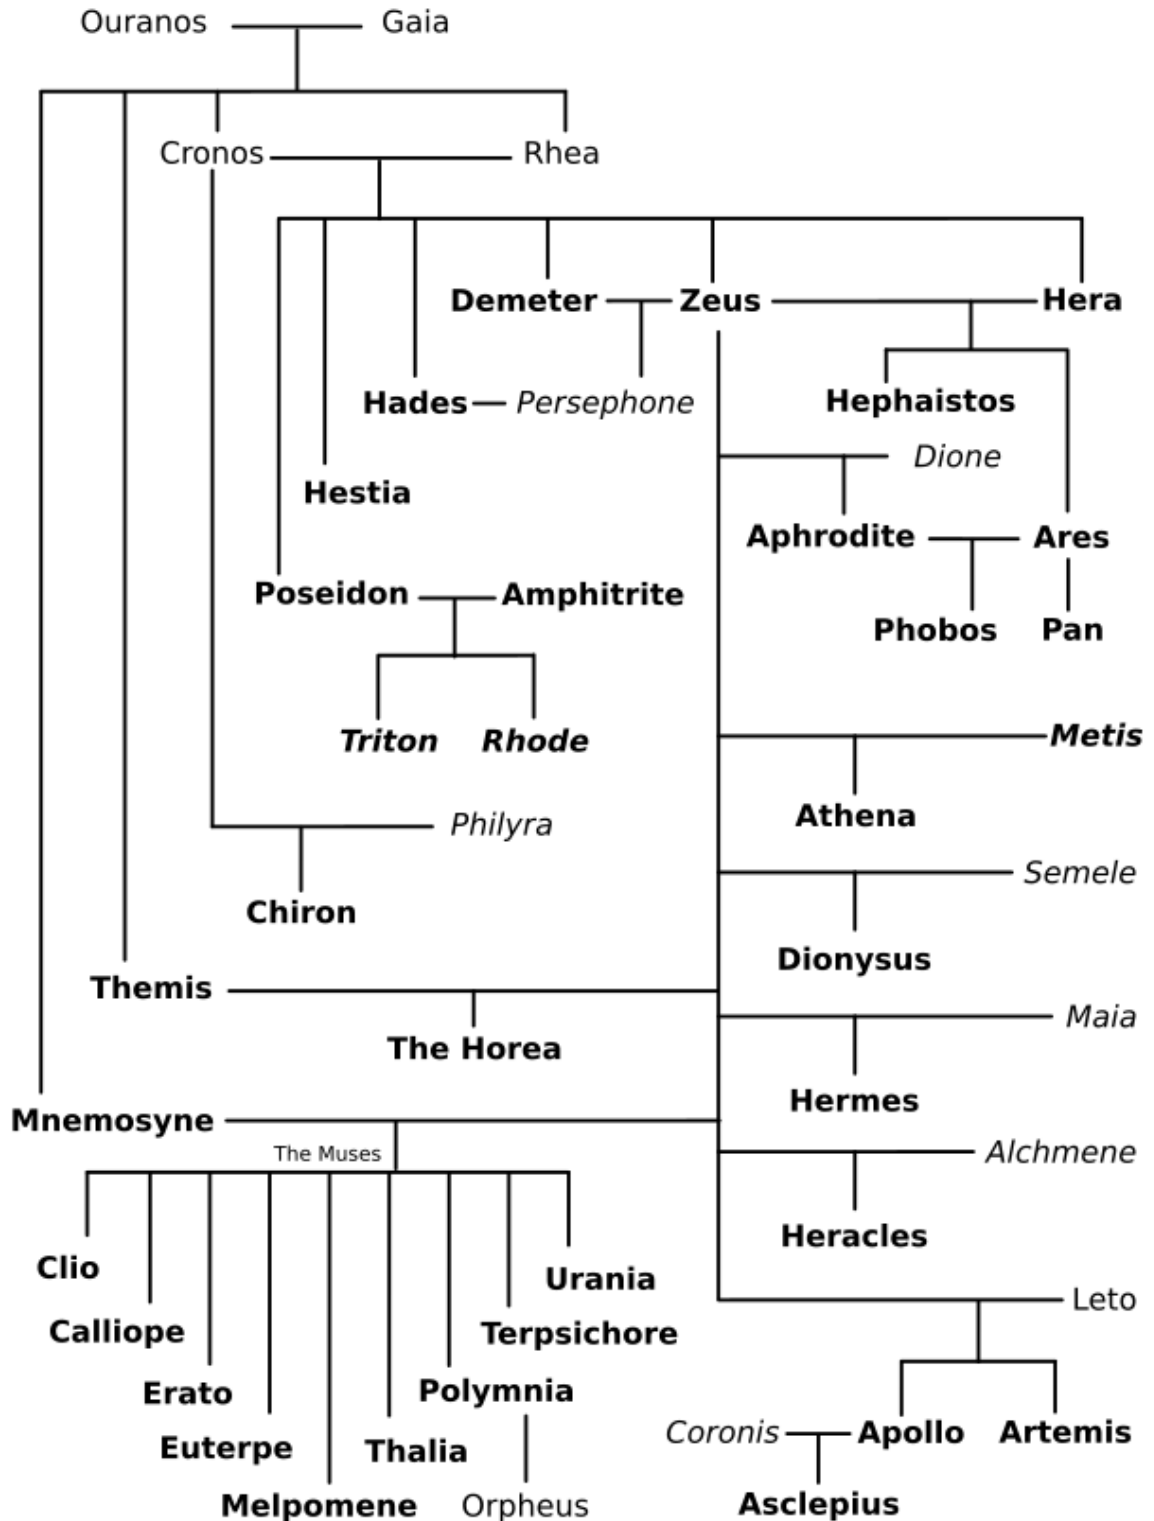 Ouranos Gaia
Cronos Rhea
Demeter Zeus Hera
Hades Persephone Hephaistos
Dione
Hestia
Aphrodite Ares
Poseidon Amphitrite
Phobos Pan
Triton Rhode Metis
Athena
Philyra
Semele
Chiron
Dionysus
Themis
Maia
The Horea
Hermes
Mnemosyne
The Muses Alchmene
Heracles
Clio Urania
Leto
Calliope Terpsichore
Erato Polymnia
Coronis Apollo Artemis
Euterpe Thalia
Melpomene Orpheus Asclepius